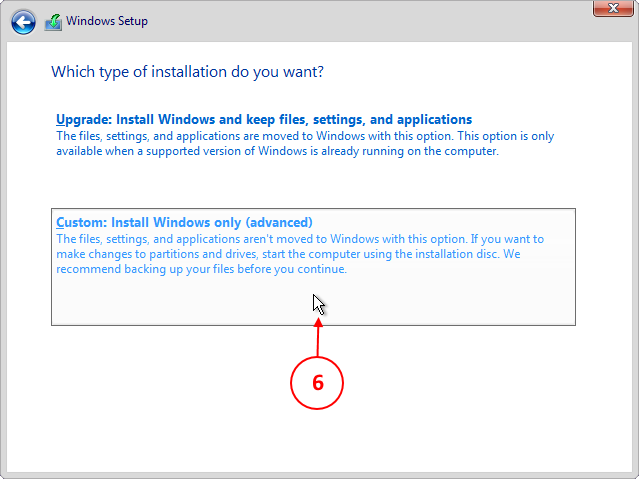 Windows Setup
Which type of installation do you want?
Upgrade: Install Windows and keep files, settings, and applications
The files, settings, and applications are moved to Windows with this option. This option is only
available when a supported version of Windows is already running on the computer.
Custom: Install Windows only (advanced)
The files, settings, and applications aren't moved to Windows with this option. If you want to
make changes to partitions and drives, start the computer using the installation disc. We
recommend backing up your files before you continue.
6